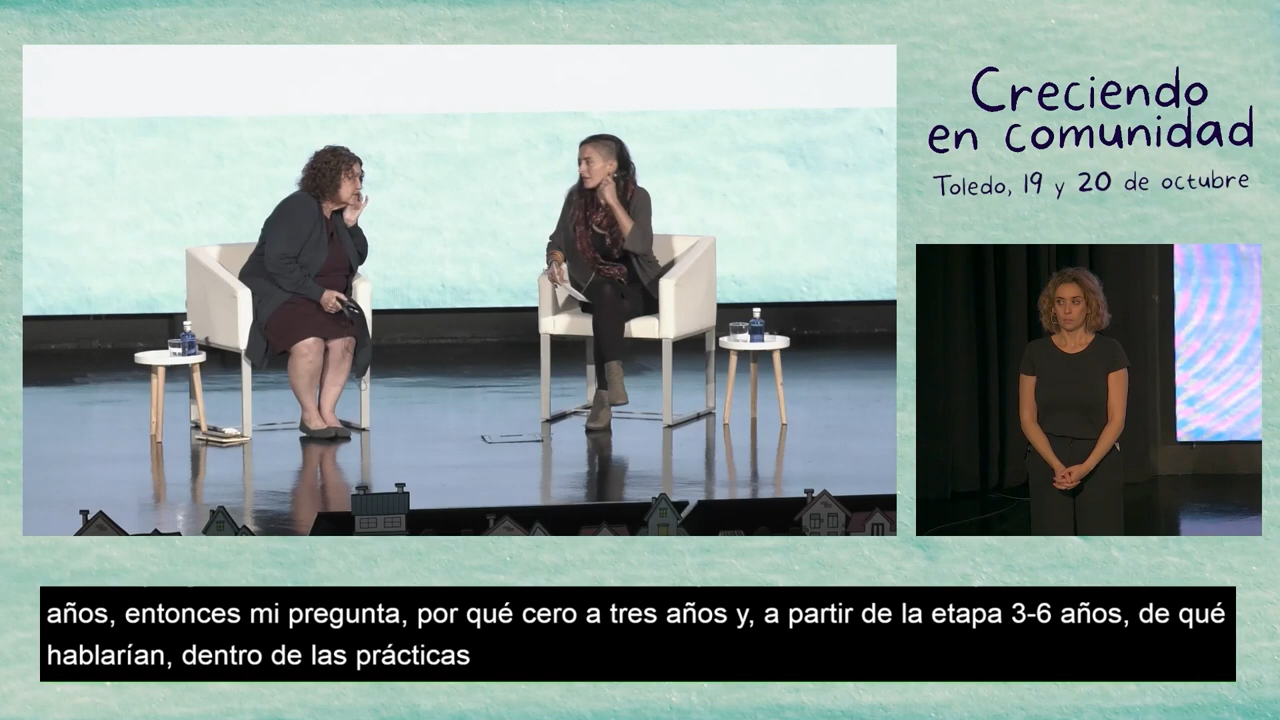 Creciendo
en comunidad
Toledo, 19 y 20 de octubre
años, entonces mi pregunta, por qué cero a tres años y, a partir de la etapa 3-6 años, de qué
hablarían, dentro de las prácticas